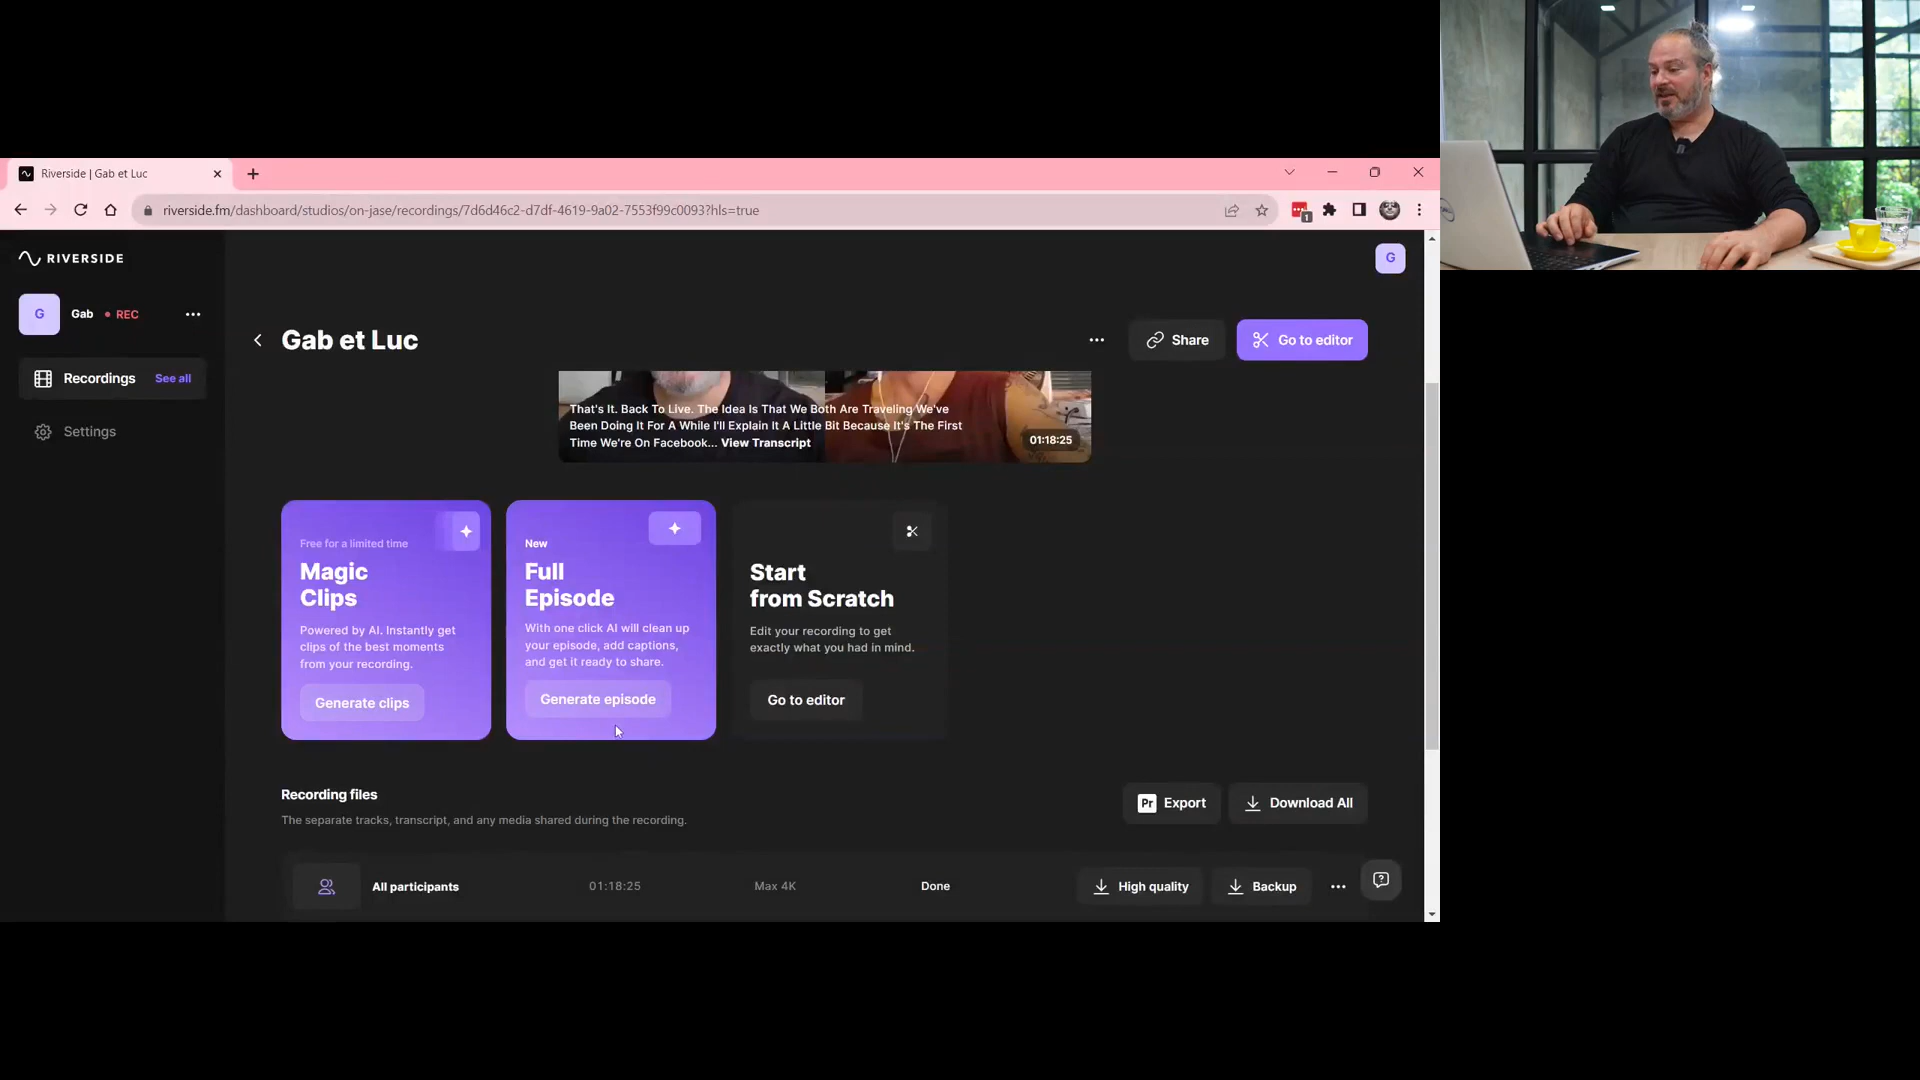 Riverside | Gab et Luc
riverside.fm/dashboard/studios/on-jase/recordings/7d6d46c2-d7df-4619-9a02-7553f99c0093?hls=true
1
RIVERSIDE
G
G
Gab
REC
Recordings
See all
Settings
Gab et Luc
Share
Go to editor
That's It. Back To Live. The Idea Is That We Both Are Traveling We've
Been Doing It For A While I'll Explain It A Little Bit Because It's The First
Time We're On Facebook... View Transcript
01:18:25
Free for a limited time
Magic
Clips
Powered by AI. Instantly get
clips of the best moments
from your recording.
Generate clips
New
Full
Episode
With one click AI will clean up
your episode, add captions,
and get it ready to share.
Generate episode
Start
from Scratch
Edit your recording to get
exactly what you had in mind.
Go to editor
Recording files
The separate tracks, transcript, and any media shared during the recording.
Pr Export
Download All
All participants
01:18:25
Max 4K
Done
High quality
Backup